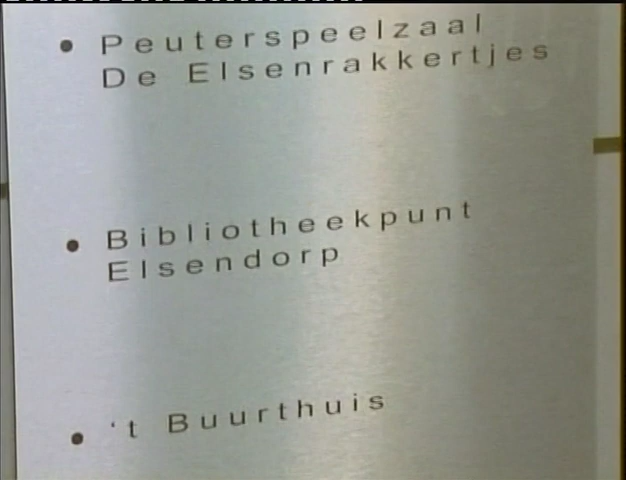 • Peuterspeelzaal
De Elsenrakkertjes
• Bibliotheekpunt
Elsendorp
• 't Buurthuis